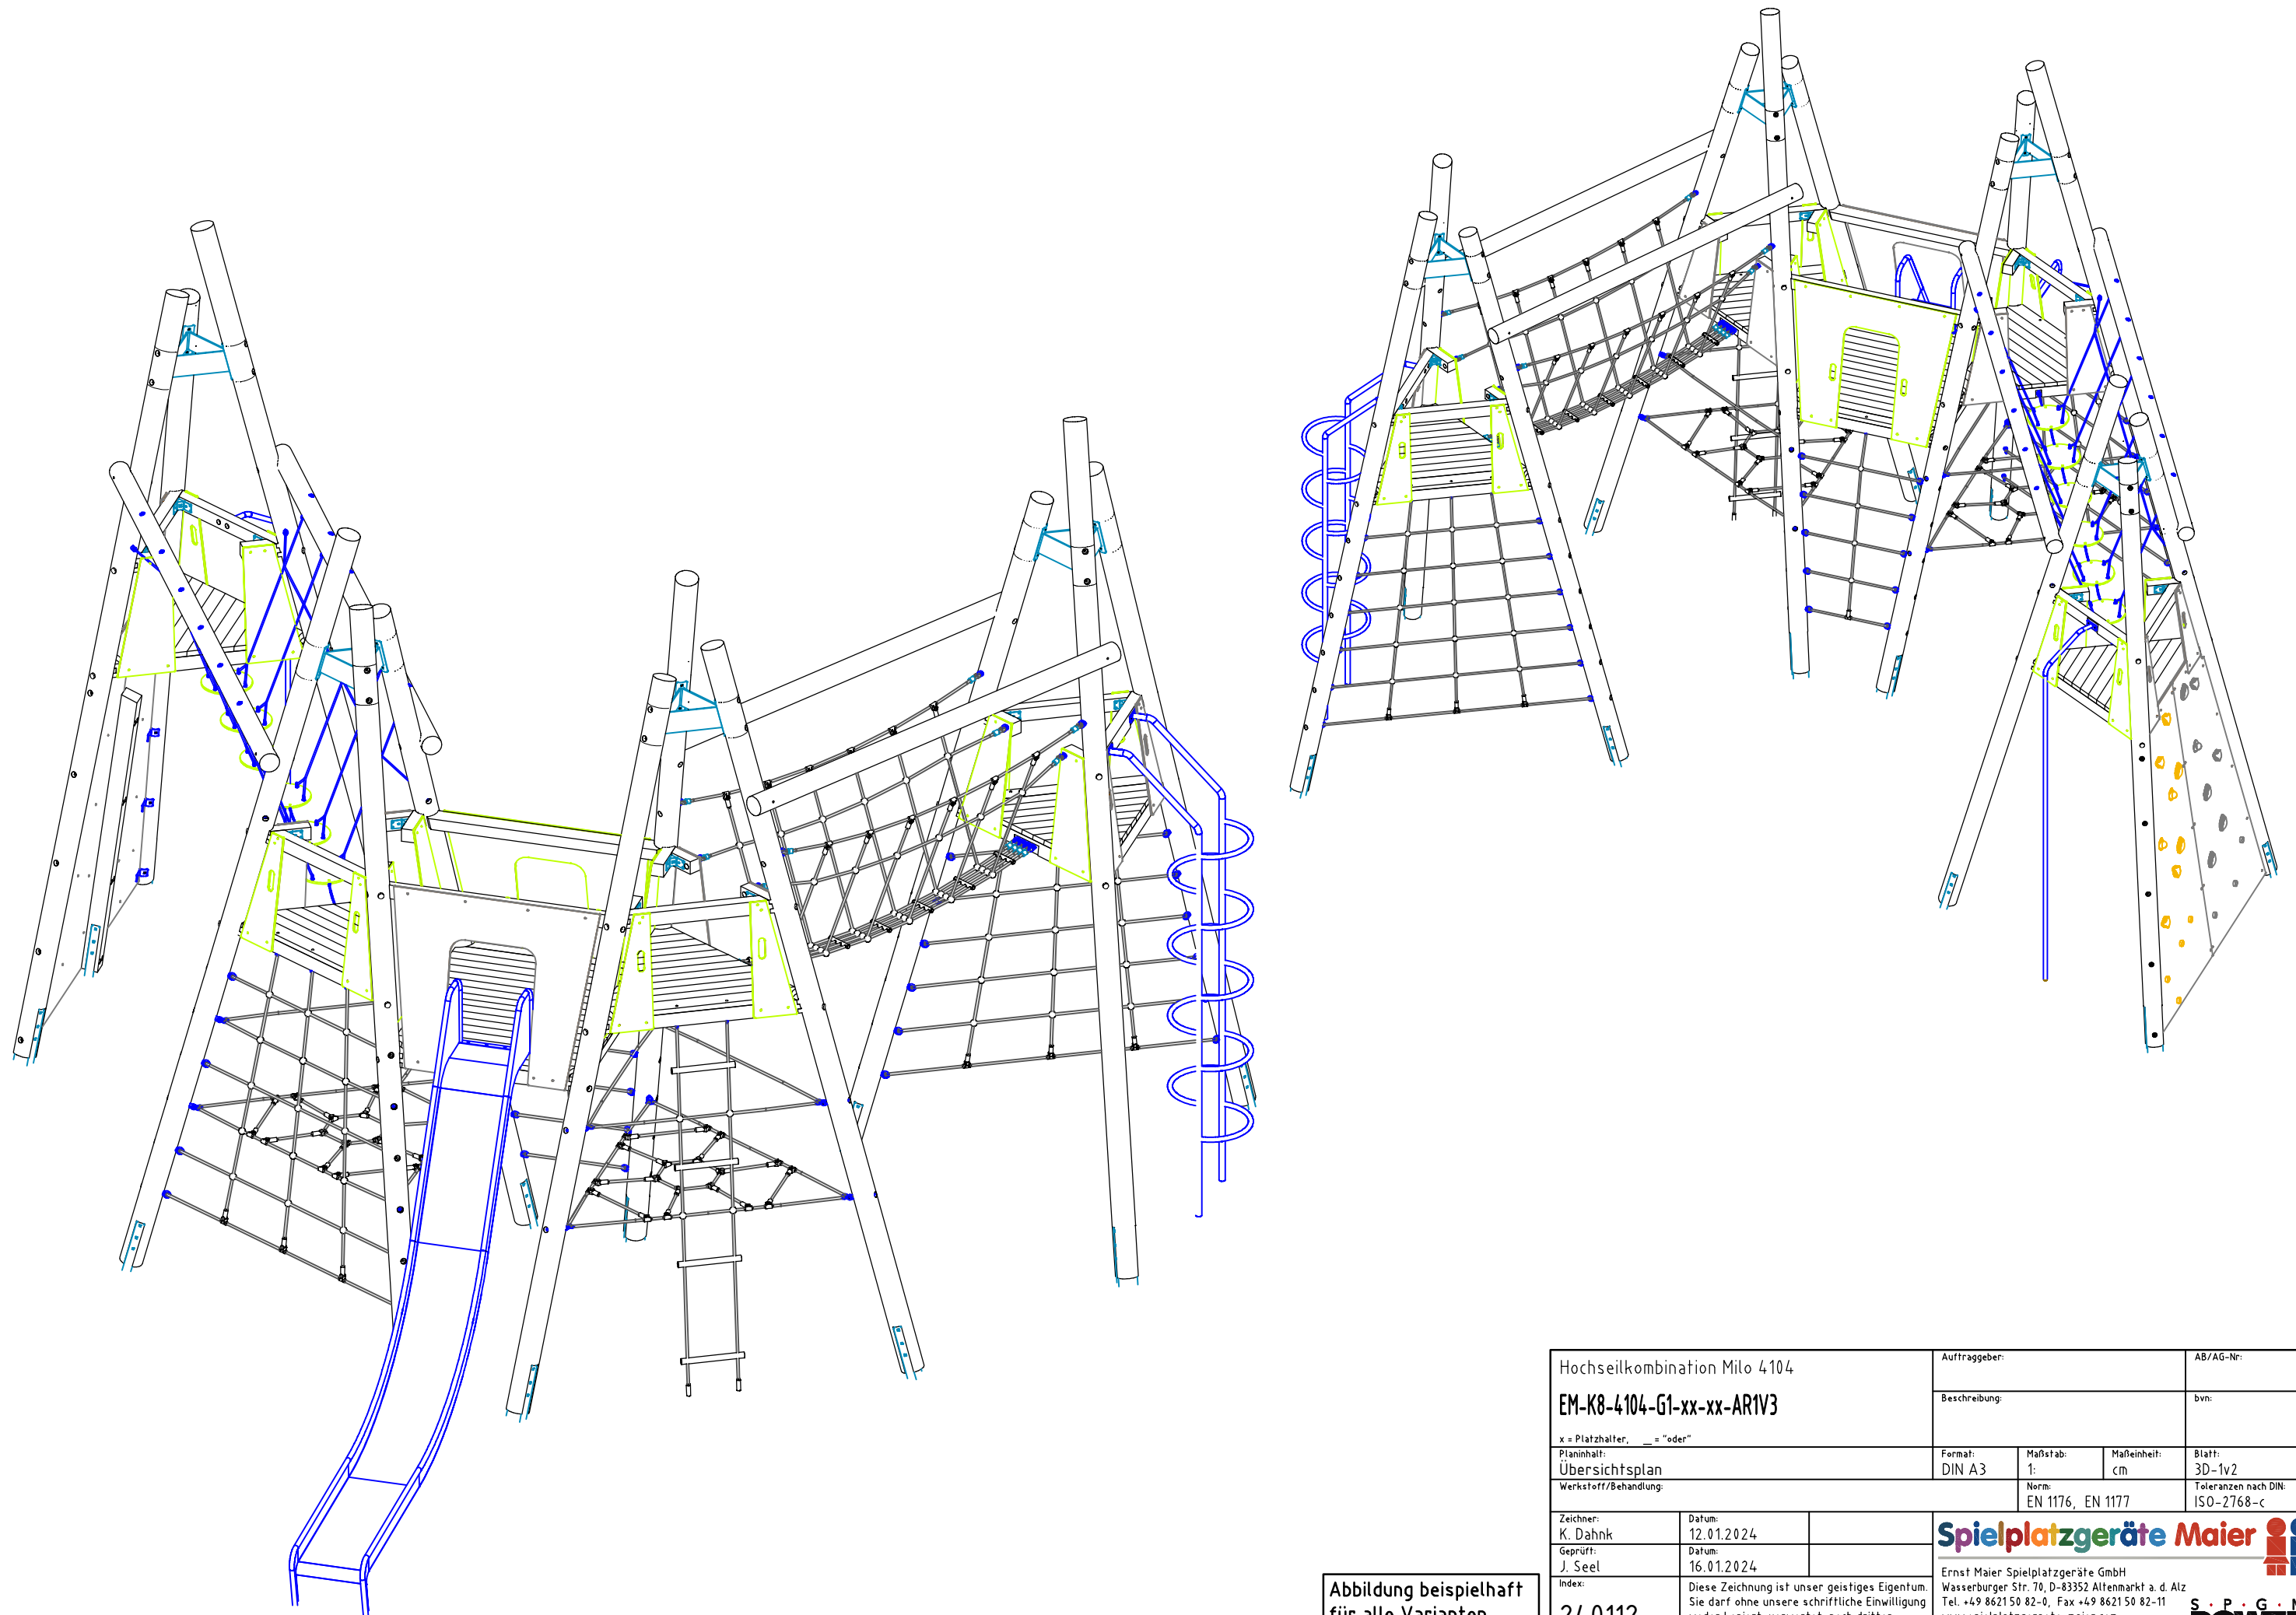 Hochseilkombination Milo 4104
EM-K8-4104-G1-xx-xx-AR1V3
x = Platzhalter, __ = "oder"
Auftraggeber:
AB/AG-Nr:
Beschreibung:
bvn:
Planinhalt:
Übersichtsplan
Format:
DIN A3
Maßstab:
1:
Maßeinheit:
cm
Blatt:
3D-1v2
Werkstoff/Behandlung:
Norm:
EN 1176, EN 1177
Toleranzen nach DIN:
ISO-2768-c
Zeichner:
K. Dahnk
Datum:
12.01.2024
Geprüft:
J. Seel
Datum:
16.01.2024
Index:
240112
Diese Zeichnung ist unser geistiges Eigentum.
Sie darf ohne unsere schriftliche Einwilligung
Spielplatzgeräte Maier
Ernst Maier Spielplatzgeräte GmbH
Wasserburger Str. 70, D-83352 Altenmarkt a. d. Alz
Tel. +49 8621 50 82-0, Fax +49 8621 50 82-11
S · P · G ·
Abbildung beispielhaft
für alle Varianten